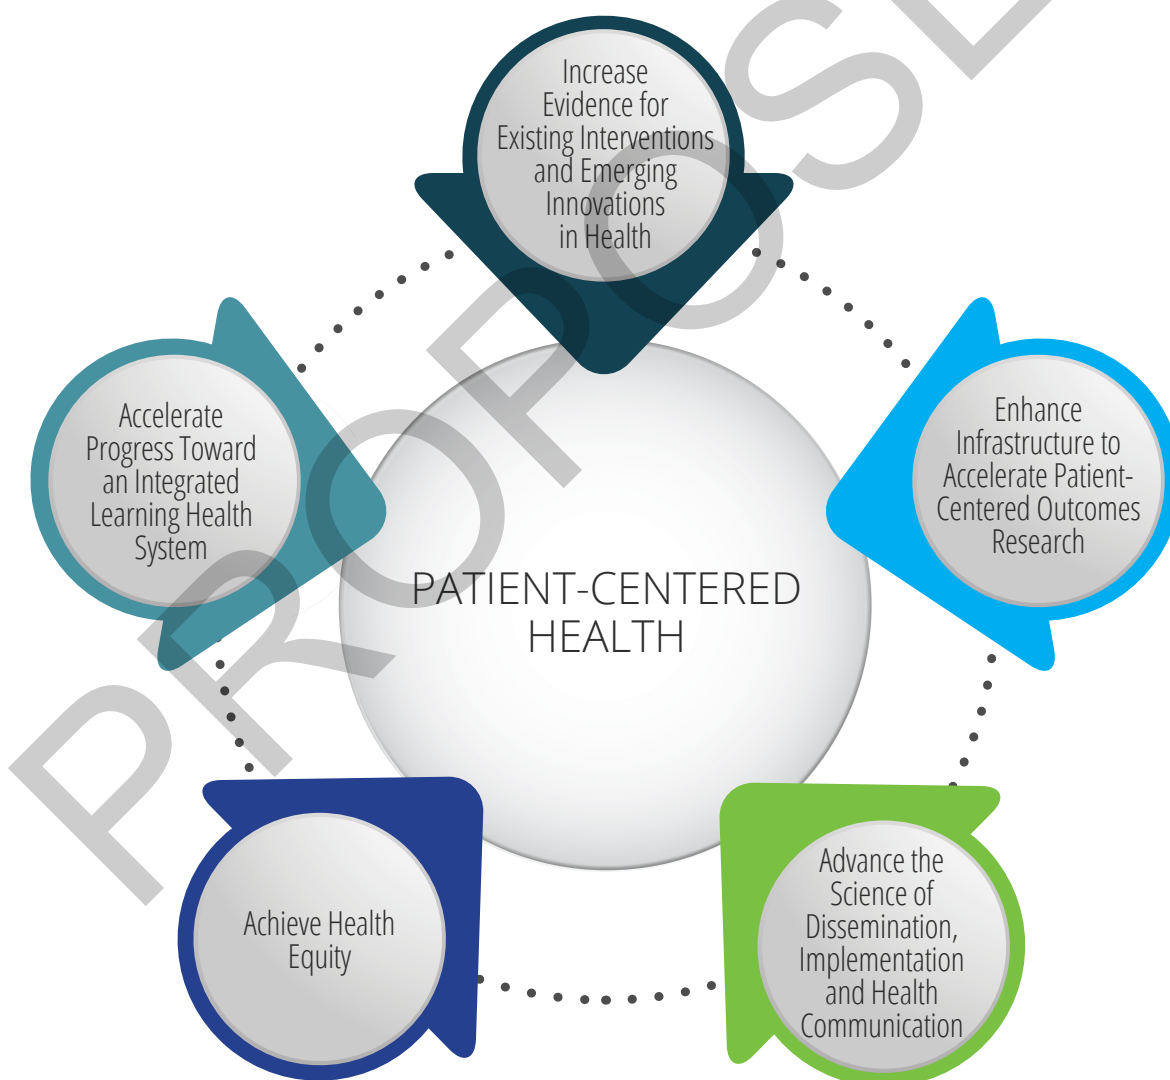 Increase
Evidence for
Existing Interventions
and Emerging
Innovations
in Health
Enhance
Infrastructure to
Accelerate Patient-
Centered Outcomes
Research
Advance the
Science of
Dissemination,
Implementation
and Health
Communication
Achieve Health
Equity
Accelerate
Progress Toward
an Integrated
Learning Health
System
PATIENT-CENTERED
HEALTH
PROPOSE